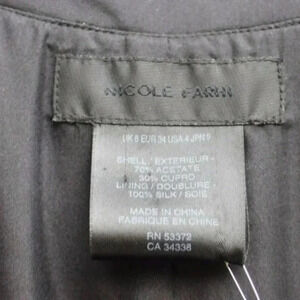 NICOLE FARHI
UK 8 EUR 34 USA 4 JPN 9
SHELL / EXTERIEUR -
70% ACETATE
30% CUPRO
LINING / DOUBLURE -
100% SILK / SOIE
MADE IN CHINA
FABRIQUE EN CHINE
RN 53372
CA 34338